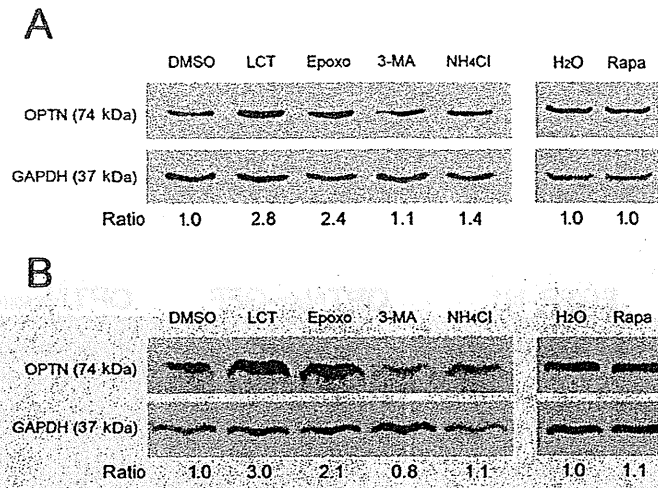 A
DMSO LCT Epoxo 3-MA NH4Cl H2O Rapa
OPTN (74 kDa)
GAPDH (37 kDa)
Ratio 1.0 2.8 2.4 1.1 1.4 1.0 1.0
B
DMSO LCT Epoxo 3-MA NH4Cl H2O Rapa
OPTN (74 kDa)
GAPDH (37 kDa)
Ratio 1.0 3.0 2.1 0.8 1.1 1.0 1.1